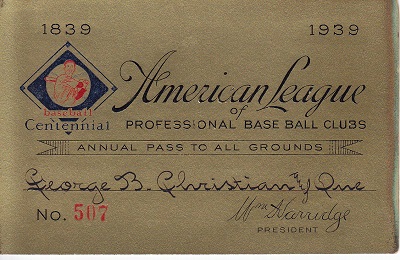 1839 1939
baseball
Centennial
American League
of
PROFESSIONAL BASE BALL CLUBS
ANNUAL PASS TO ALL GROUNDS
George B. Christian & One
No. 507
Wm Harridge
PRESIDENT